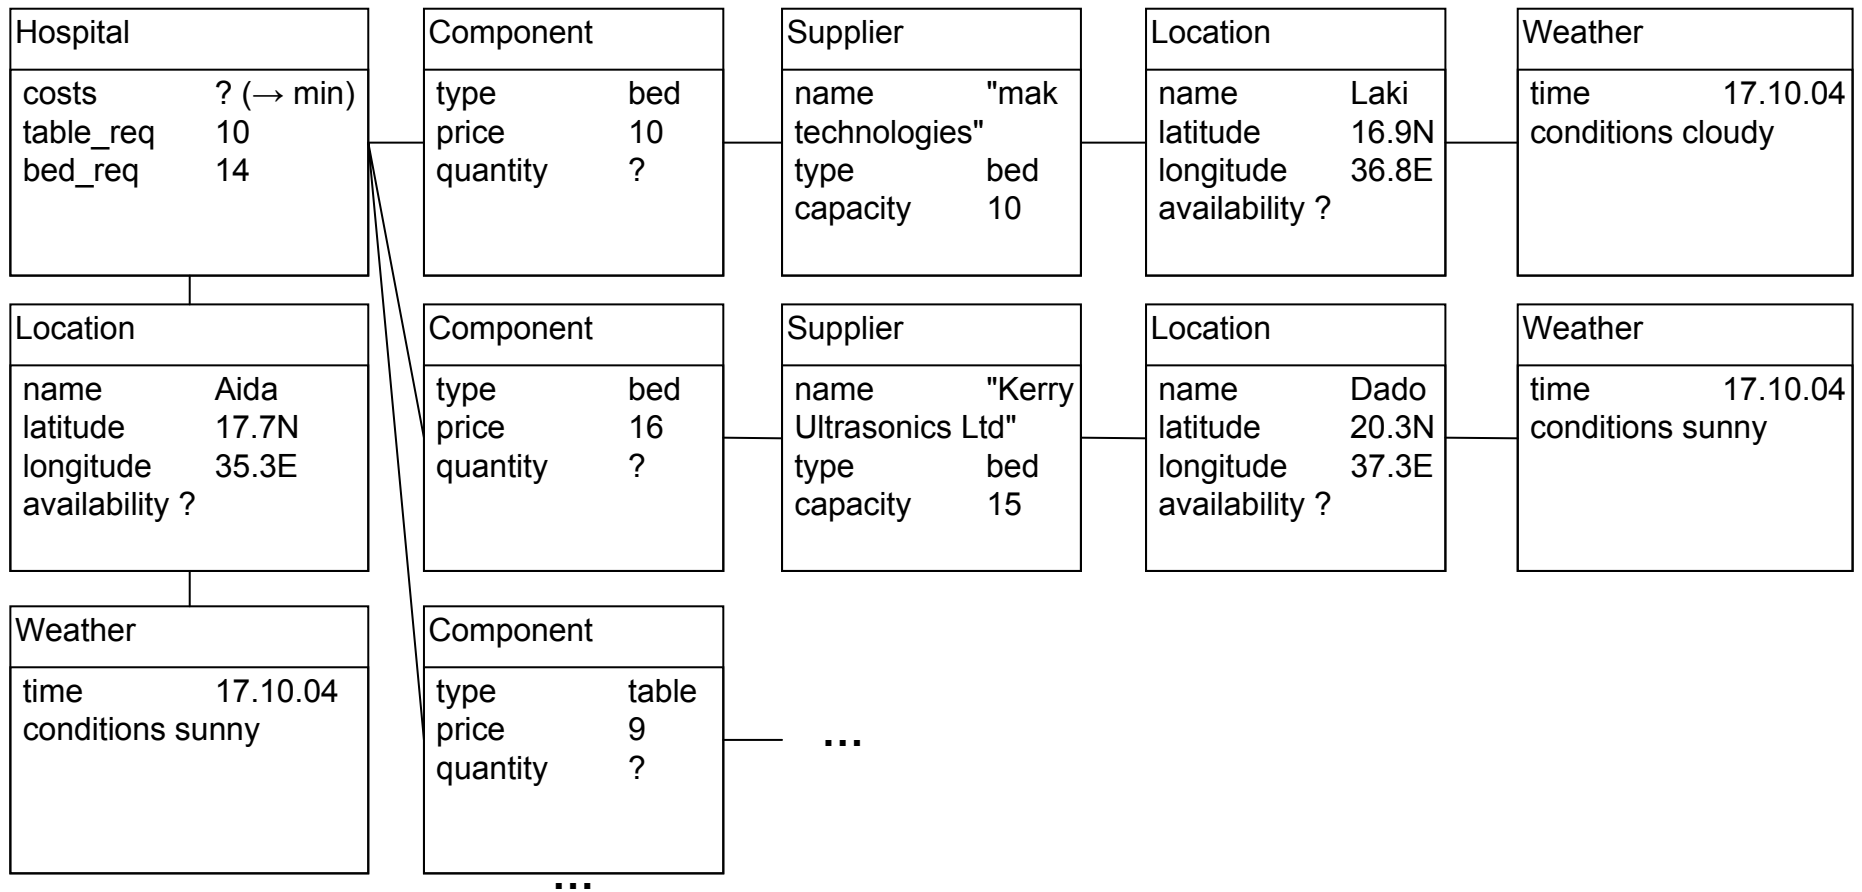 Hospital
costs ? (→ min)
table_req 10
bed_req 14
Component
type bed
price 10
quantity ?
Supplier
name "mak
technologies"
type bed
capacity 10
Location
name Laki
latitude 16.9N
longitude 36.8E
availability ?
Weather
time 17.10.04
conditions cloudy
Location
name Aida
latitude 17.7N
longitude 35.3E
availability ?
Component
type bed
price 16
quantity ?
Supplier
name "Kerry
Ultrasonics Ltd"
type bed
capacity 15
Location
name Dado
latitude 20.3N
longitude 37.3E
availability ?
Weather
time 17.10.04
conditions sunny
Weather
time 17.10.04
conditions sunny
Component
type table
price 9
quantity ?
...
...